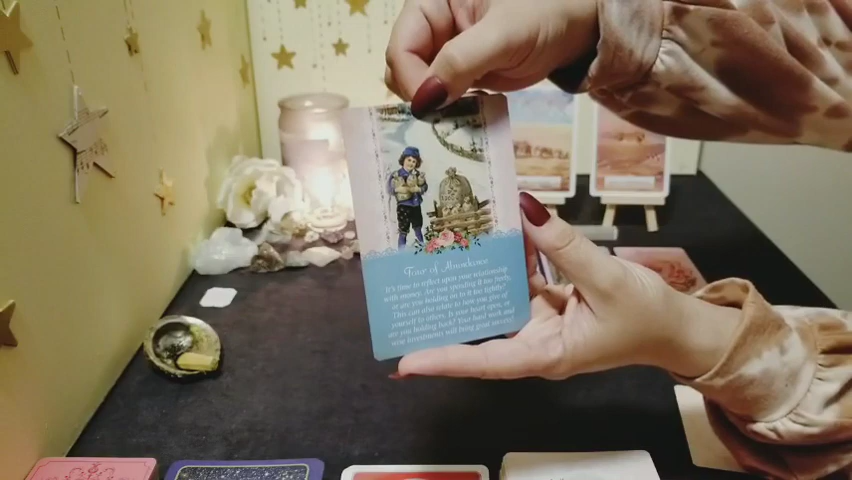 Four of Abundance
It's time to reflect upon your relationship
with money. Are you spending it too freely,
or are you holding on to it too tightly?
This can also relate to how you give of
yourself to others. Is your heart open, or
are you holding back? Your hard work and
wise investments will bring great success!